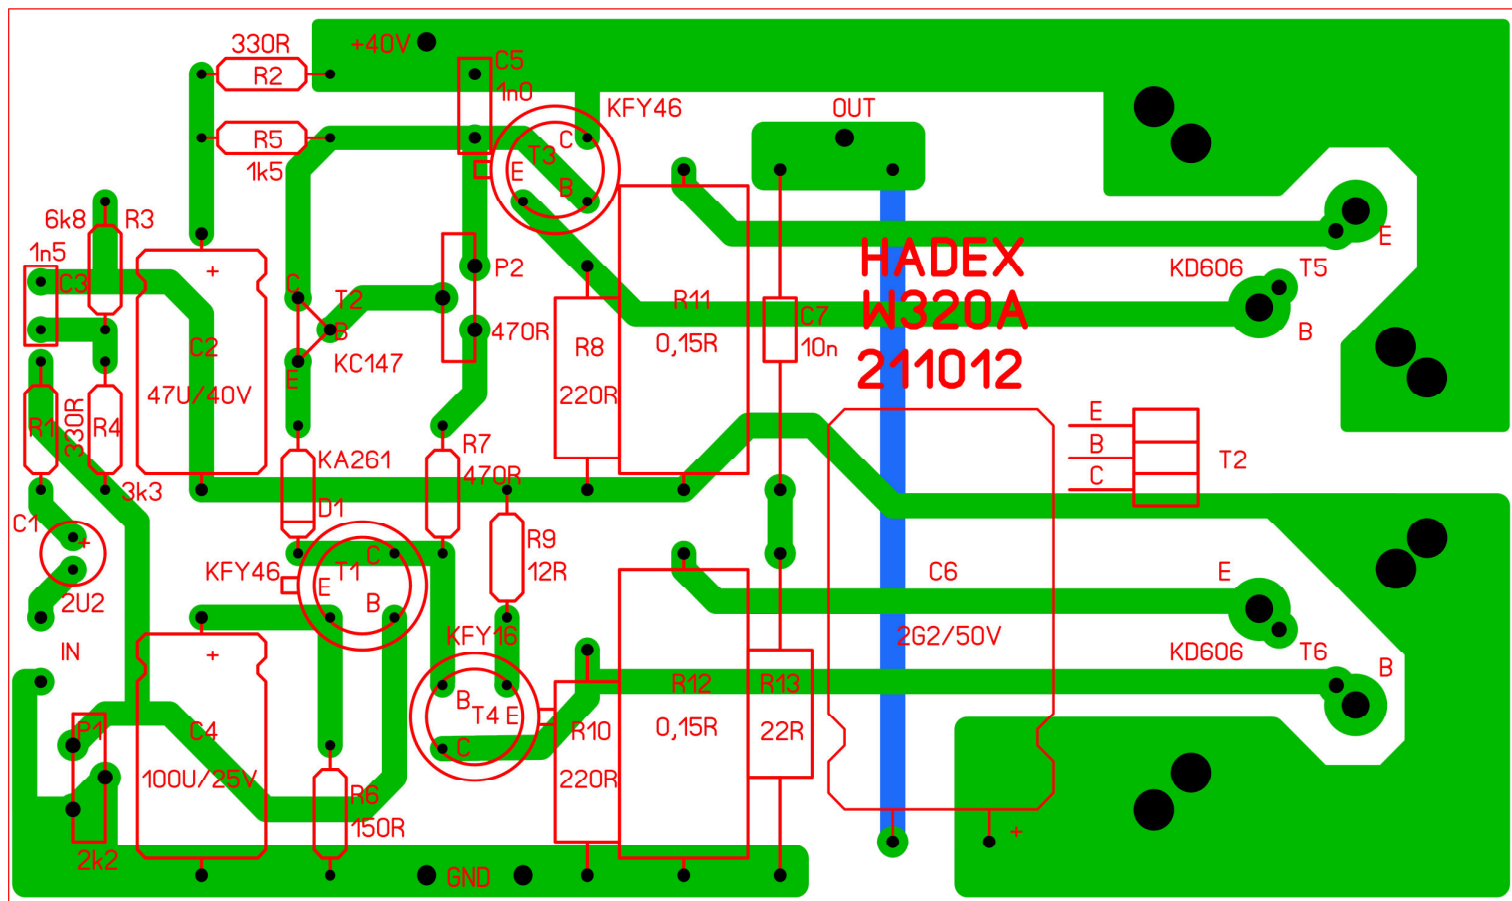 330R
+40V
C5
R2
1n0
KFY46
OUT
R5
C
T3
1k5
E
B
6k8
R3
1n5
+
HADEX
E
C3
C
P2
KD606
T5
T2
R11
W320A
C7
B
470R
B
C2
R8
0,15R
10n
KC147
211012
E
47U/40V
220R
E
R1
330R
R4
R7
B
KA261
T2
470R
C
3k3
D1
C1
+
R9
C
KFY46
T1
12R
C6
E
E
2U2
B
KFY16
2G2/50V
IN
+
KD606
T6
B
R12
R13
B
T4
E
P1
C4
R10
0,15R
22R
C
100U/25V
220R
R6
150R
+
2k2
GND